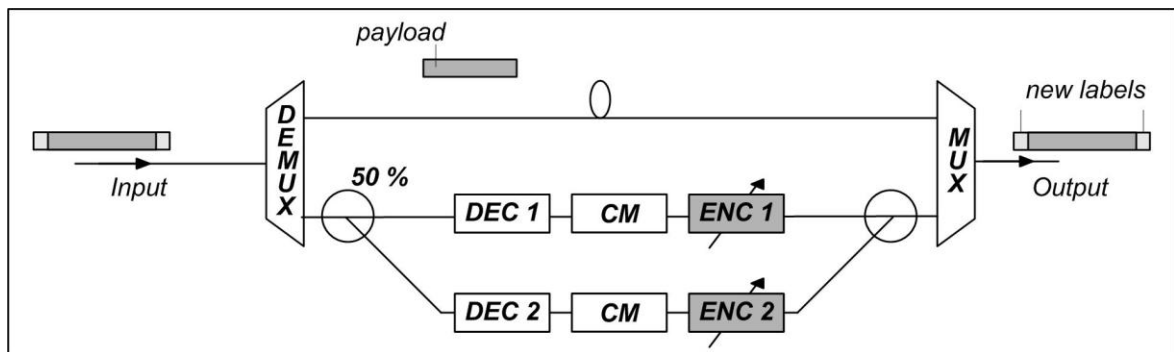 payload
new labels
DEMUX
MUX
Input
50 %
Output
DEC 1
CM
ENC 1
DEC 2
CM
ENC 2